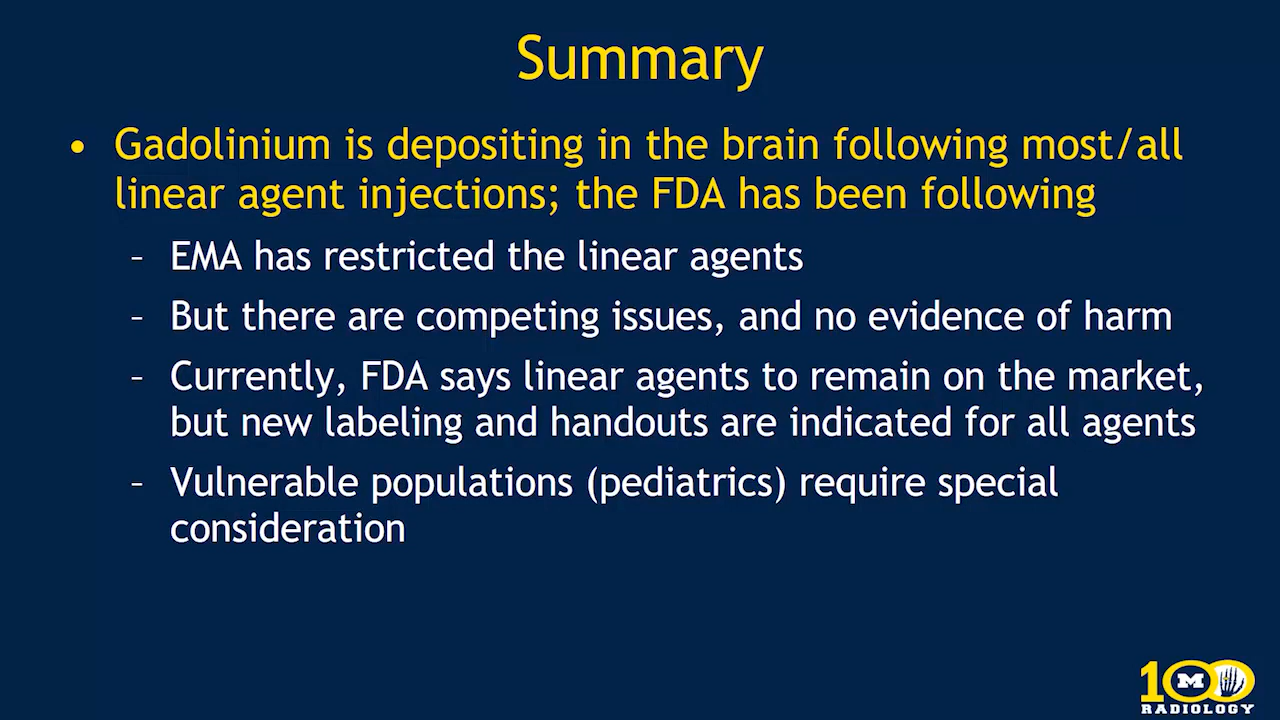 Summary
• Gadolinium is depositing in the brain following most/all
linear agent injections; the FDA has been following
– EMA has restricted the linear agents
– But there are competing issues, and no evidence of harm
– Currently, FDA says linear agents to remain on the market,
but new labeling and handouts are indicated for all agents
– Vulnerable populations (pediatrics) require special
consideration
100
M
RADIOLOGY